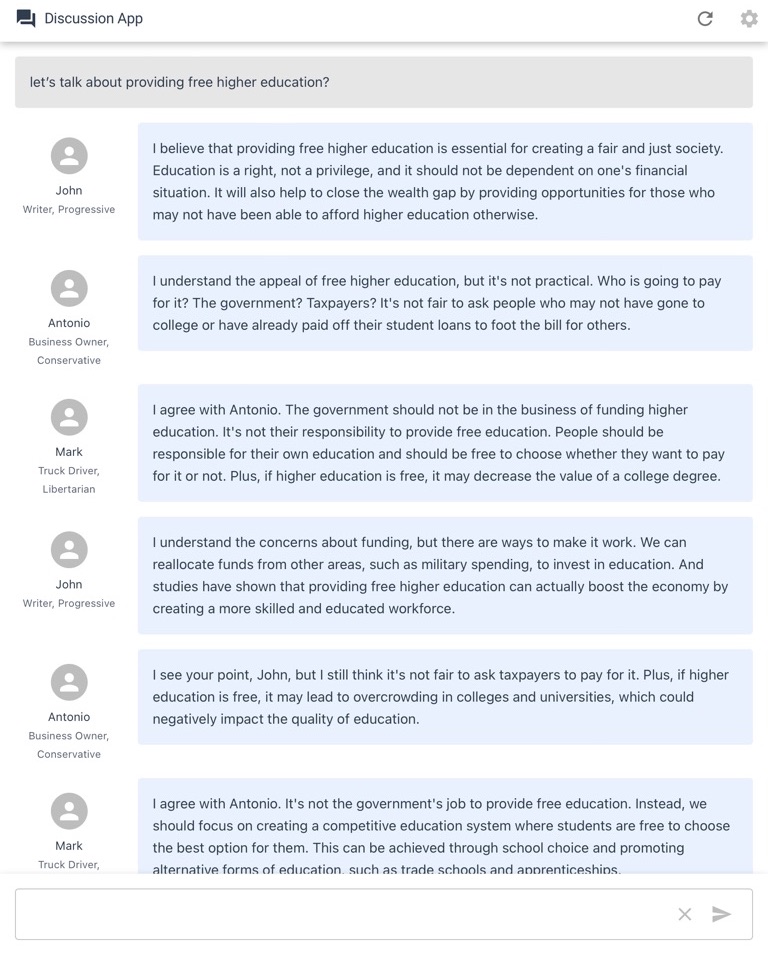 Discussion App
let's talk about providing free higher education?
I believe that providing free higher education is essential for creating a fair and just society.
Education is a right, not a privilege, and it should not be dependent on one's financial
situation. It will also help to close the wealth gap by providing opportunities for those who
may not have been able to afford higher education otherwise.
John
Writer, Progressive
I understand the appeal of free higher education, but it's not practical. Who is going to pay
for it? The government? Taxpayers? It's not fair to ask people who may not have gone to
college or have already paid off their student loans to foot the bill for others.
Antonio
Business Owner,
Conservative
I agree with Antonio. The government should not be in the business of funding higher
education. It's not their responsibility to provide free education. People should be
responsible for their own education and should be free to choose whether they want to pay
for it or not. Plus, if higher education is free, it may decrease the value of a college degree.
Mark
Truck Driver,
Libertarian
I understand the concerns about funding, but there are ways to make it work. We can
reallocate funds from other areas, such as military spending, to invest in education. And
studies have shown that providing free higher education can actually boost the economy by
creating a more skilled and educated workforce.
John
Writer, Progressive
I see your point, John, but I still think it's not fair to ask taxpayers to pay for it. Plus, if higher
education is free, it may lead to overcrowding in colleges and universities, which could
negatively impact the quality of education.
Antonio
Business Owner,
Conservative
I agree with Antonio. It's not the government's job to provide free education. Instead, we
should focus on creating a competitive education system where students are free to choose
the best option for them. This can be achieved through school choice and promoting
alternative forms of education, such as trade schools and apprenticeships.
Mark
Truck Driver,